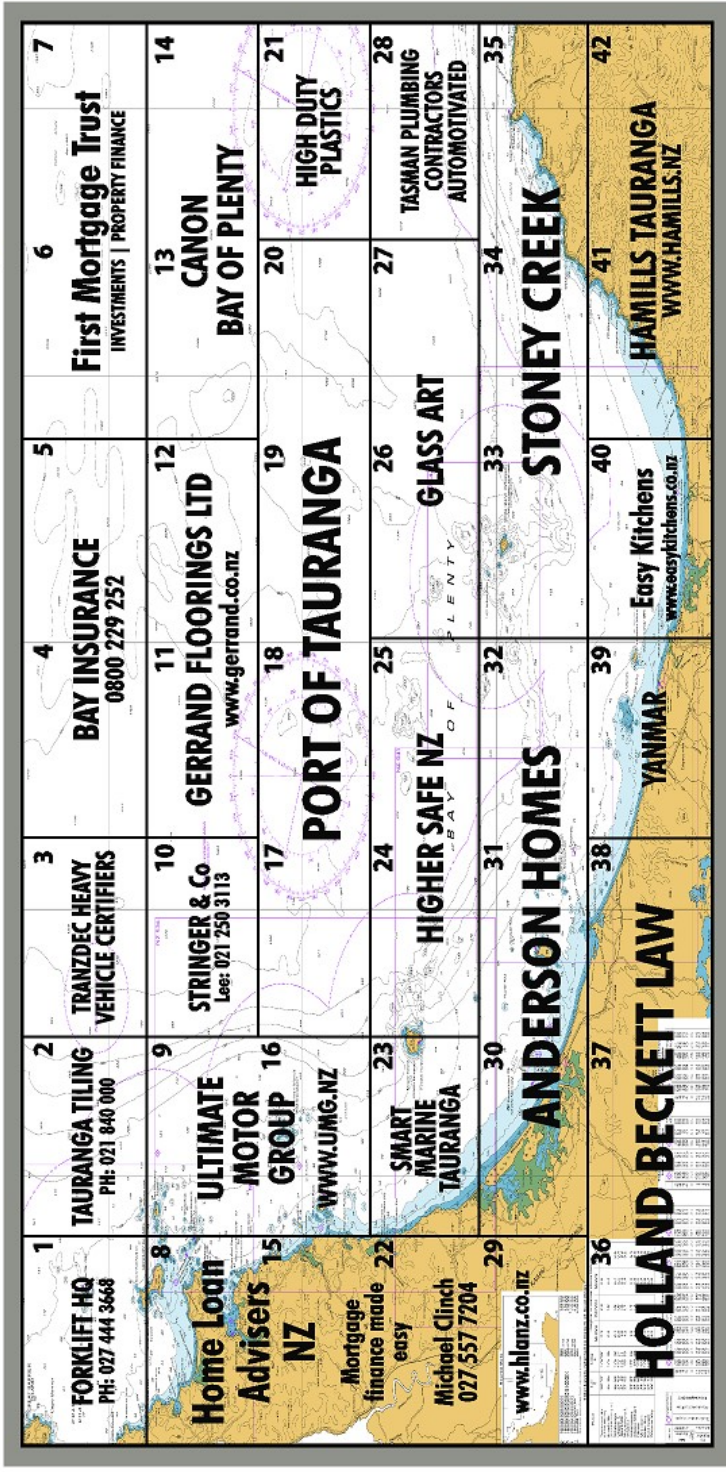 1
FORKLIFT HQ
PH: 027 444 3668
2
TAURANGA TILING
PH: 021 840 000
3
TRANZDEC HEAVY
VEHICLE CERTIFIERS
4
5
BAY INSURANCE
0800 229 252
6
7
First Mortgage Trust
INVESTMENTS | PROPERTY FINANCE
8
Home Loan
Advisers
NZ
15
22
Mortgage
finance made
easy
Michael Clinch
027 557 7204
29
www.hlanz.co.nz
9
ULTIMATE
MOTOR
GROUP
16
WWW.UMG.NZ
10
STRINGER & Co
Lee: 021 250 3113
11
12
GERRAND FLOORINGS LTD
www.gerrand.co.nz
13
14
CANON
BAY OF PLENTY
17
18
19
20
PORT OF TAURANGA
21
HIGH DUTY
PLASTICS
23
SMART
MARINE
TAURANGA
24
25
HIGHER SAFE NZ
26
27
GLASS ART
BAY OF PLENTY
28
TASMAN PLUMBING
CONTRACTORS
AUTOMOTIVATED
30
31
32
ANDERSON HOMES
33
34
35
STONEY CREEK
36
37
38
HOLLAND BECKETT LAW
39
YANMAR
40
Easy Kitchens
www.easykitchens.co.nz
41
42
HAMILLS TAURANGA
WWW.HAMILLS.NZ